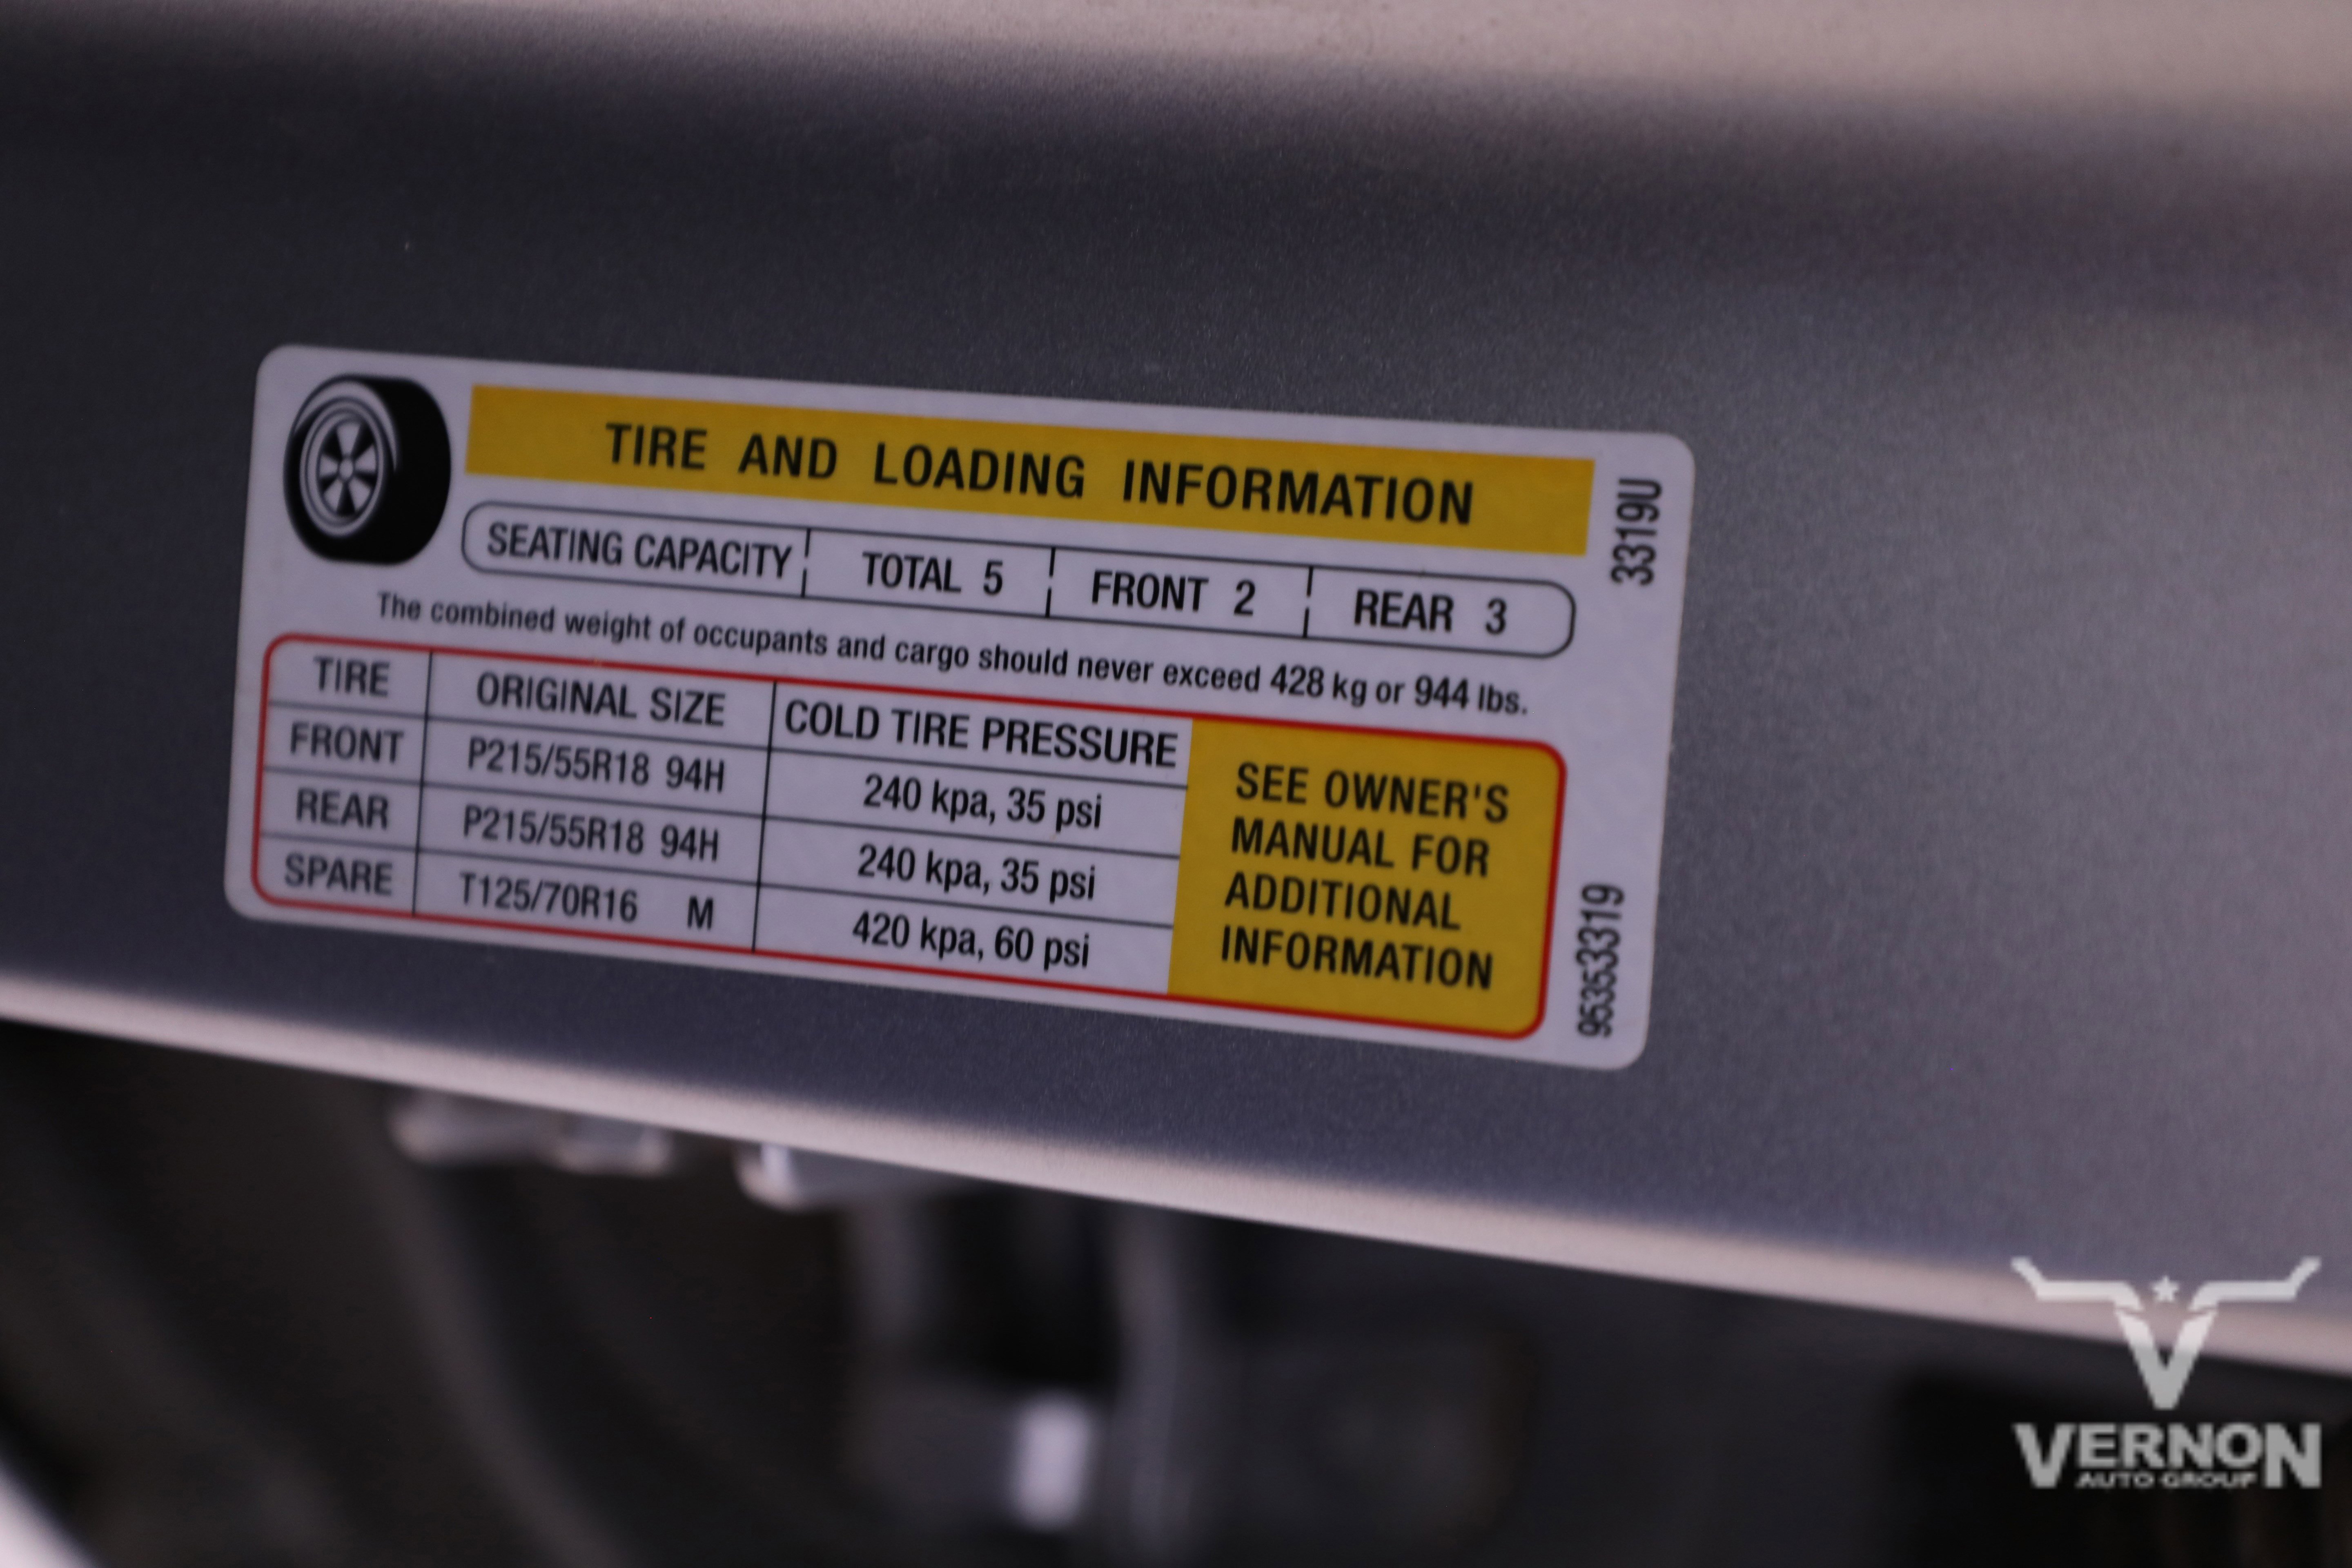 TIRE AND LOADING INFORMATION
3319U
SEATING CAPACITY TOTAL 5 FRONT 2 REAR 3
The combined weight of occupants and cargo should never exceed 428 kg or 944 lbs.
TIRE ORIGINAL SIZE COLD TIRE PRESSURE
FRONT P215/55R18 94H 240 kpa, 35 psi
REAR P215/55R18 94H 240 kpa, 35 psi
SPARE T125/70R16 M 420 kpa, 60 psi
SEE OWNER'S
MANUAL FOR
ADDITIONAL
INFORMATION
95353319
VERNON
AUTO GROUP